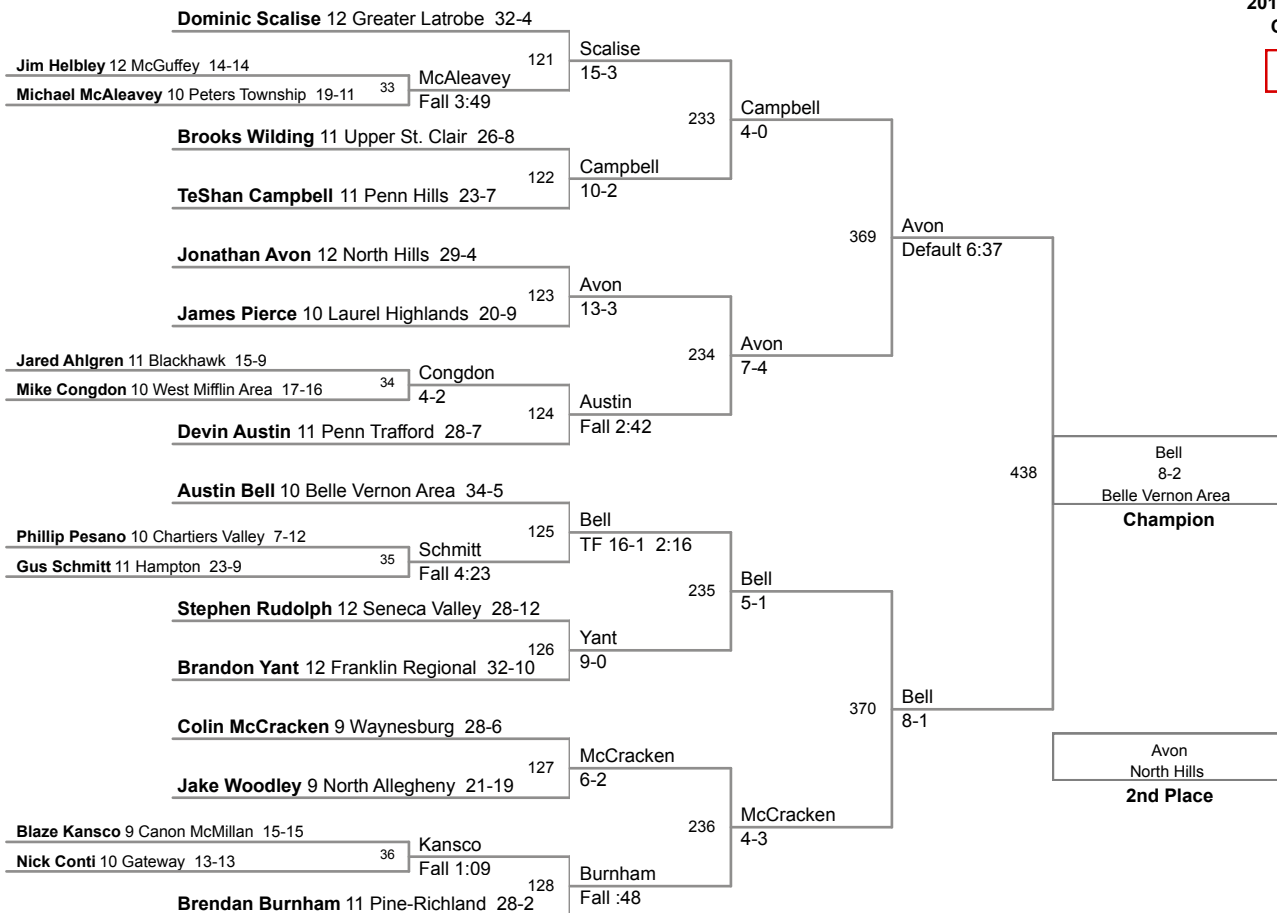 201
Dominic Scalise 12 Greater Latrobe 32-4
121
Scalise
15-3
Jim Helbley 12 McGuffey 14-14
33
McAleavey
Fall 3:49
Michael McAleavey 10 Peters Township 19-11
233
Campbell
4-0
Brooks Wilding 11 Upper St. Clair 26-8
122
Campbell
10-2
TeShan Campbell 11 Penn Hills 23-7
369
Avon
Default 6:37
Jonathan Avon 12 North Hills 29-4
123
Avon
13-3
James Pierce 10 Laurel Highlands 20-9
234
Avon
7-4
Jared Ahlgren 11 Blackhawk 15-9
34
Congdon
4-2
Mike Congdon 10 West Mifflin Area 17-16
124
Austin
Fall 2:42
Devin Austin 11 Penn Trafford 28-7
438
Bell
8-2
Belle Vernon Area
Champion
Austin Bell 10 Belle Vernon Area 34-5
125
Bell
TF 16-1 2:16
Phillip Pesano 10 Chartiers Valley 7-12
35
Schmitt
Fall 4:23
Gus Schmitt 11 Hampton 23-9
235
Bell
5-1
Stephen Rudolph 12 Seneca Valley 28-12
126
Yant
9-0
Brandon Yant 12 Franklin Regional 32-10
370
Bell
8-1
Colin McCracken 9 Waynesburg 28-6
127
McCracken
6-2
Jake Woodley 9 North Allegheny 21-19
Avon
North Hills
2nd Place
236
McCracken
4-3
Blaze Kansco 9 Canon McMillan 15-15
36
Kansco
Fall 1:09
Nick Conti 10 Gateway 13-13
128
Burnham
Fall :48
Brendan Burnham 11 Pine-Richland 28-2